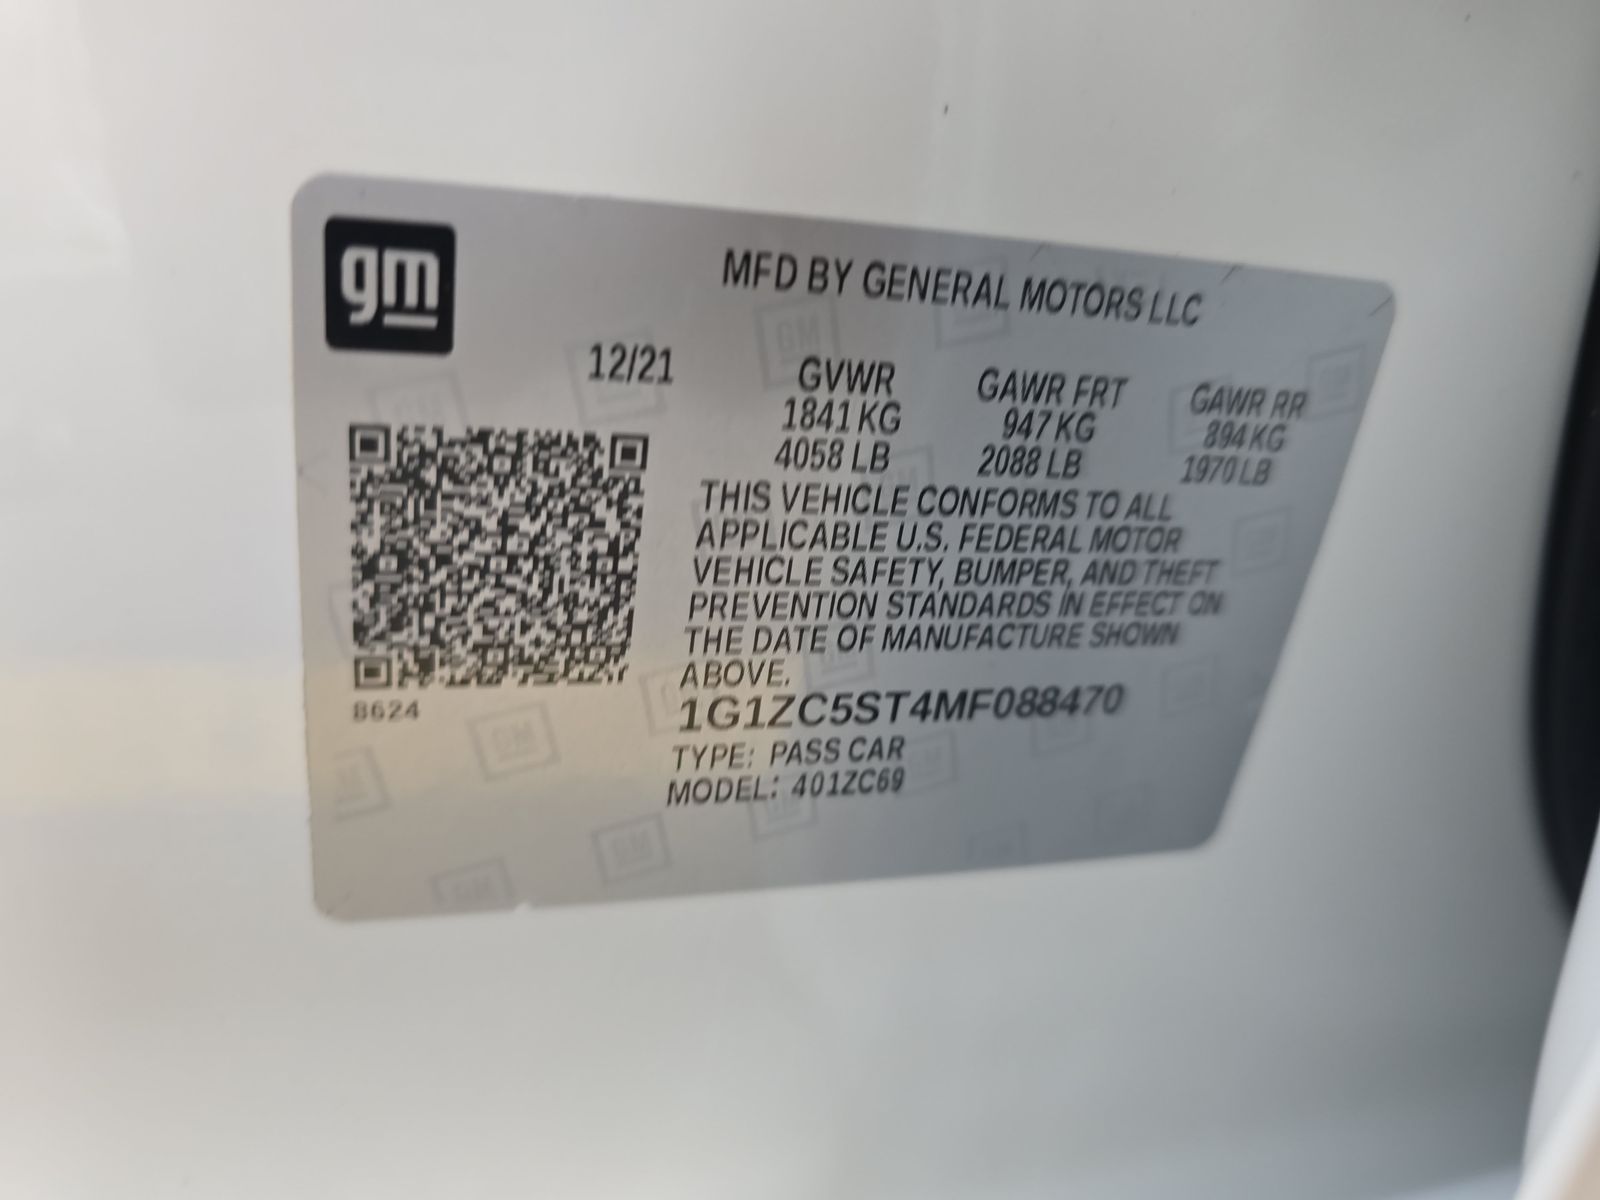 gm
MFD BY GENERAL MOTORS LLC
12/21 GVWR GAWR FRT GAWR RR
1841 KG 947 KG 894 KG
4058 LB 2088 LB 1970 LB
THIS VEHICLE CONFORMS TO ALL
APPLICABLE U.S. FEDERAL MOTOR
VEHICLE SAFETY, BUMPER, AND THEFT
PREVENTION STANDARDS IN EFFECT ON
THE DATE OF MANUFACTURE SHOWN
ABOVE.
8624
1G1ZC5ST4MF088470
TYPE: PASS CAR
MODEL: 401ZC69